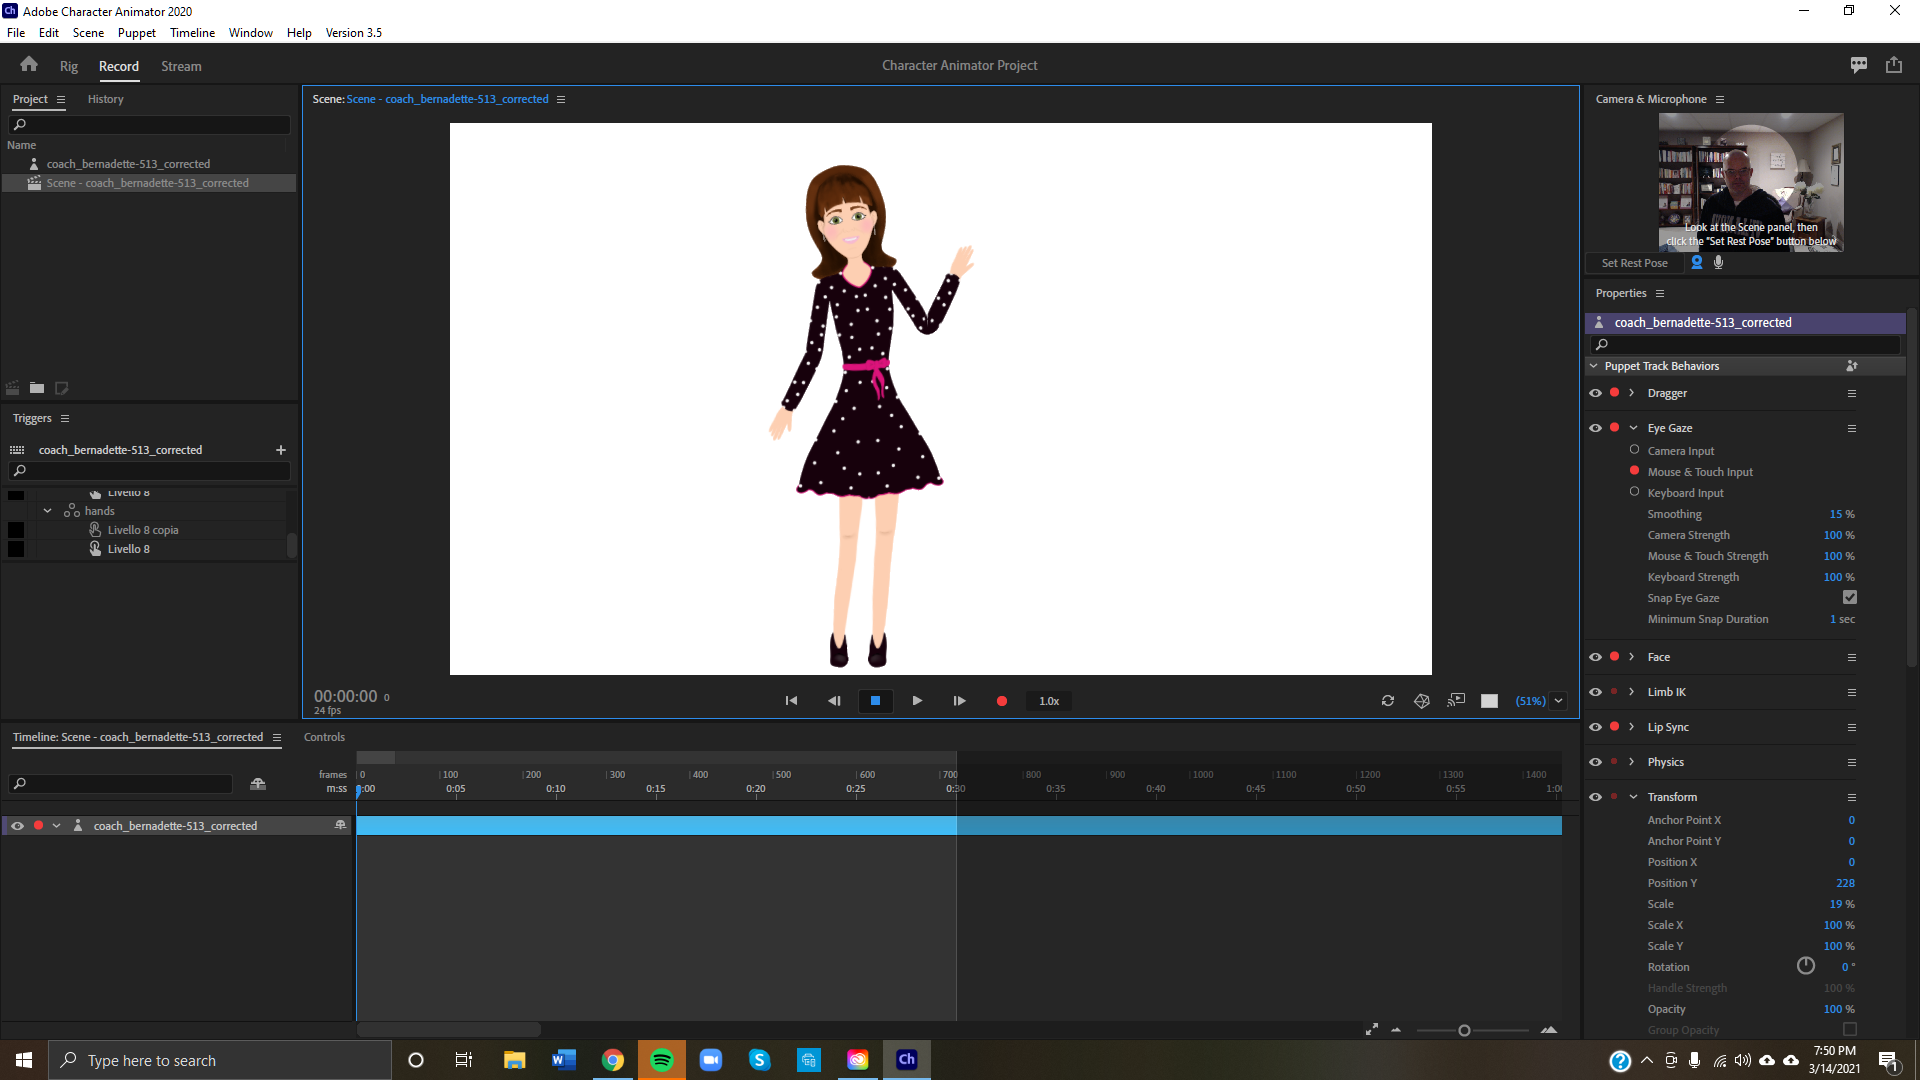 Ch Adobe Character Animator 2020
File Edit Scene Puppet Timeline Window Help Version 3.5
Rig Record Stream
Character Animator Project
Project
History
Name
coach_bernadette-513_corrected
Scene - coach_bernadette-513_corrected
Triggers
coach_bernadette-513_corrected
Livello 8
hands
Livello 8 copia
Livello 8
Scene: Scene - coach_bernadette-513_corrected
00:00:00 0
24 fps
1.0x
(51%)
Camera & Microphone
Look at the Scene panel, then
click the "Set Rest Pose" button below
Set Rest Pose
Properties
coach_bernadette-513_corrected
Puppet Track Behaviors
Dragger
Eye Gaze
Camera Input
Mouse & Touch Input
Keyboard Input
Smoothing 15 %
Camera Strength 100 %
Mouse & Touch Strength 100 %
Keyboard Strength 100 %
Snap Eye Gaze
Minimum Snap Duration 1 sec
Face
Limb IK
Lip Sync
Physics
Transform
Anchor Point X 0
Anchor Point Y 0
Position X 0
Position Y 228
Scale 19 %
Scale X 100 %
Scale Y 100 %
Rotation 0 °
Handle Strength 100 %
Opacity 100 %
Group Opacity
Timeline: Scene - coach_bernadette-513_corrected
Controls
frames 0 100 200 300 400 500 600 700 800 900 1000 1100 1200 1300 1400
m:ss :00 0:05 0:10 0:15 0:20 0:25 0:30 0:35 0:40 0:45 0:50 0:55 1:00
coach_bernadette-513_corrected
Type here to search
Ch
7:50 PM
3/14/2021
1